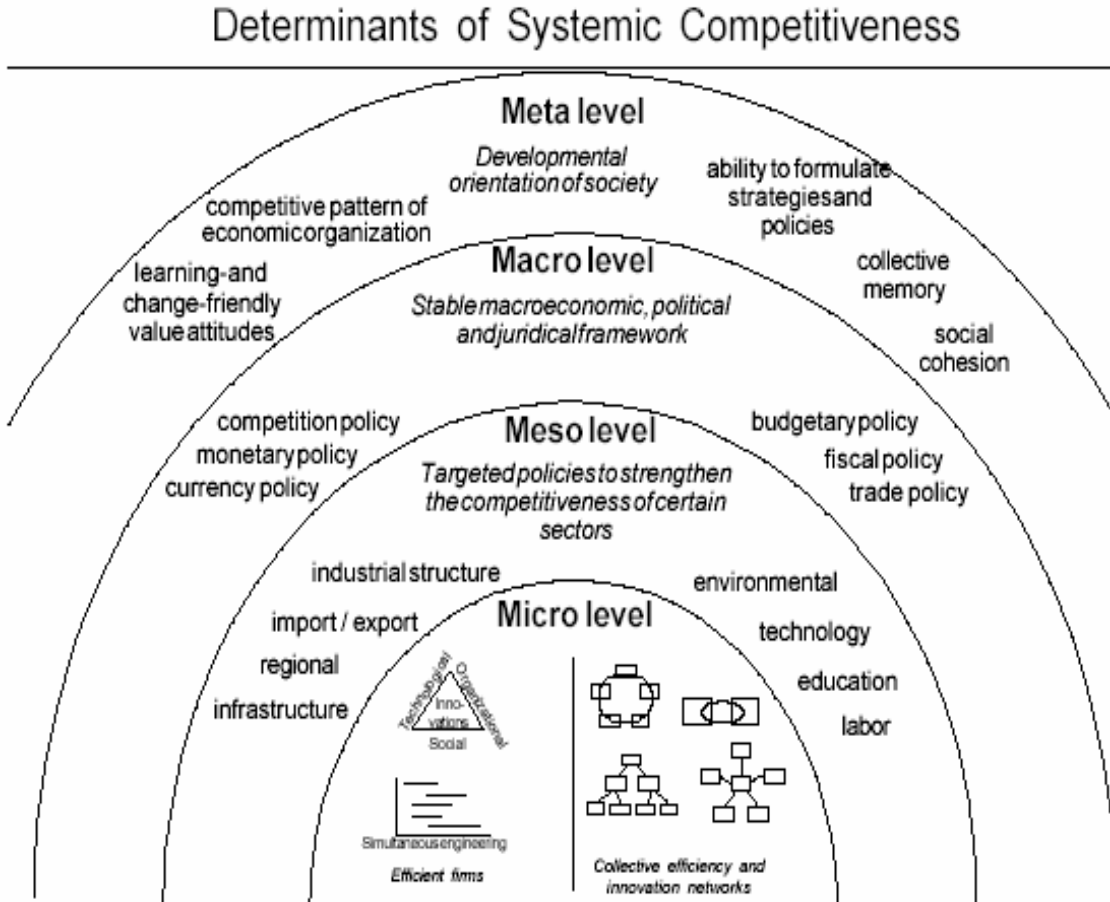 Determinants of Systemic Competitiveness
Meta level
Developmental
orientation of society
competitive pattern of
economic organization
learning-and
change-friendly
value attitudes
ability to formulate
strategies and
policies
collective
memory
social
cohesion
Macro level
Stable macroeconomic, political
and juridical framework
competition policy
monetary policy
currency policy
budgetary policy
fiscal policy
trade policy
Meso level
Targeted policies to strengthen
the competitiveness of certain
sectors
industrial structure
import / export
regional
infrastructure
environmental
technology
education
labor
Micro level
Technological
Organizational
Inno-
vations
Social
Simultaneous engineering
Efficient firms
Collective efficiency and
innovation networks